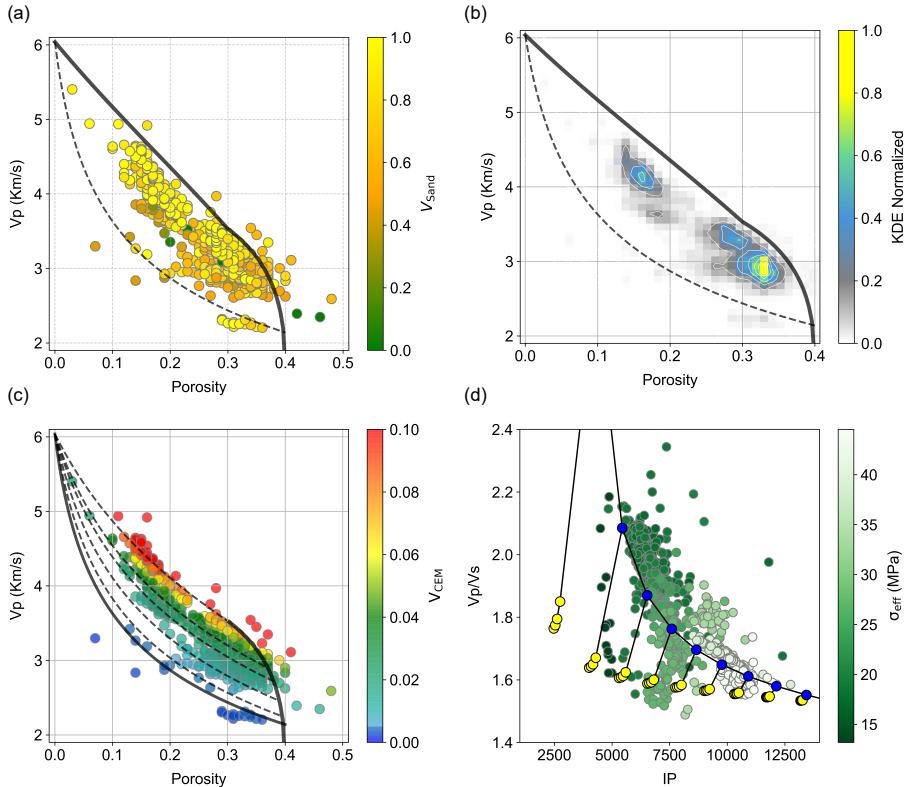 (a)
6
5
4
3
2
Vp (Km/s)
0.0 0.1 0.2 0.3 0.4 0.5
Porosity
1.0
0.8
0.6
0.4
0.2
0.0
VSand
(b)
6
5
4
3
2
Vp (Km/s)
0.0 0.1 0.2 0.3 0.4
Porosity
1.0
0.8
0.6
0.4
0.2
0.0
KDE Normalized
(c)
6
5
4
3
2
Vp (Km/s)
0.0 0.1 0.2 0.3 0.4 0.5
Porosity
0.10
0.08
0.06
0.04
0.02
0.00
VCEM
(d)
2.4
2.2
2.0
1.8
1.6
1.4
Vp/Vs
2500 5000 7500 10000 12500
IP
40
35
30
25
20
15
σeff (MPa)